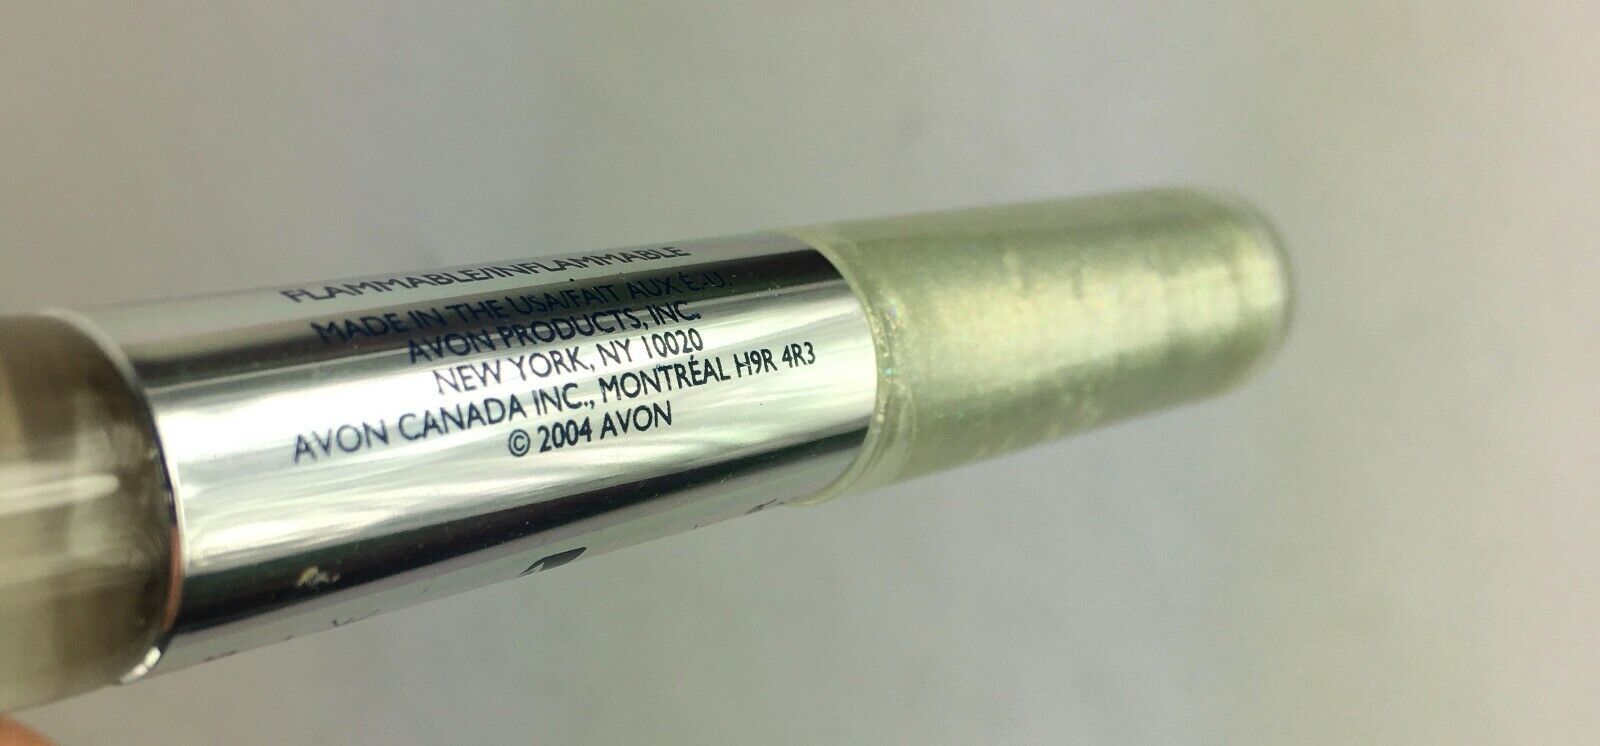 FLAMMABLE/INFLAMMABLE
MADE IN THE USA/FAIT AUX É.-U.
AVON PRODUCTS, INC.
NEW YORK, NY 10020
AVON CANADA INC., MONTRÉAL H9R 4R3
© 2004 AVON